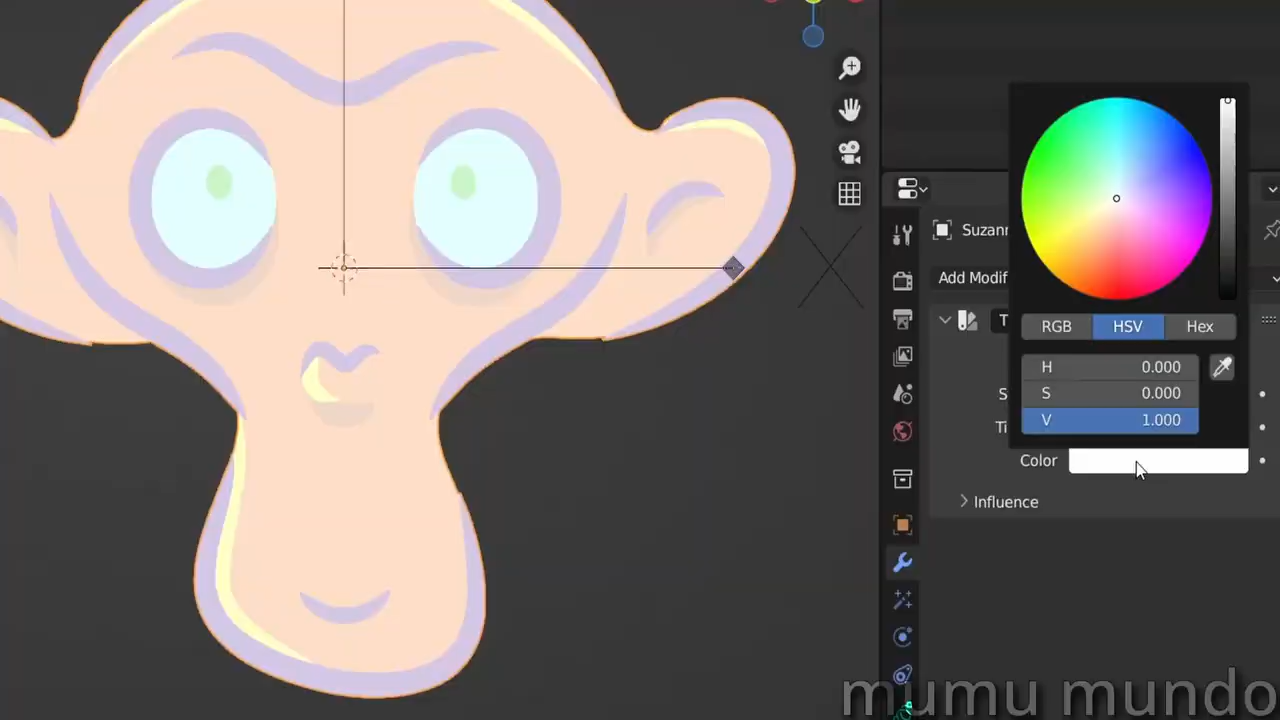 Suzann
Add Modif
T
RGB HSV Hex
H 0.000
S 0.000
V 1.000
S
Ti
Color
Influence
mumu mundo